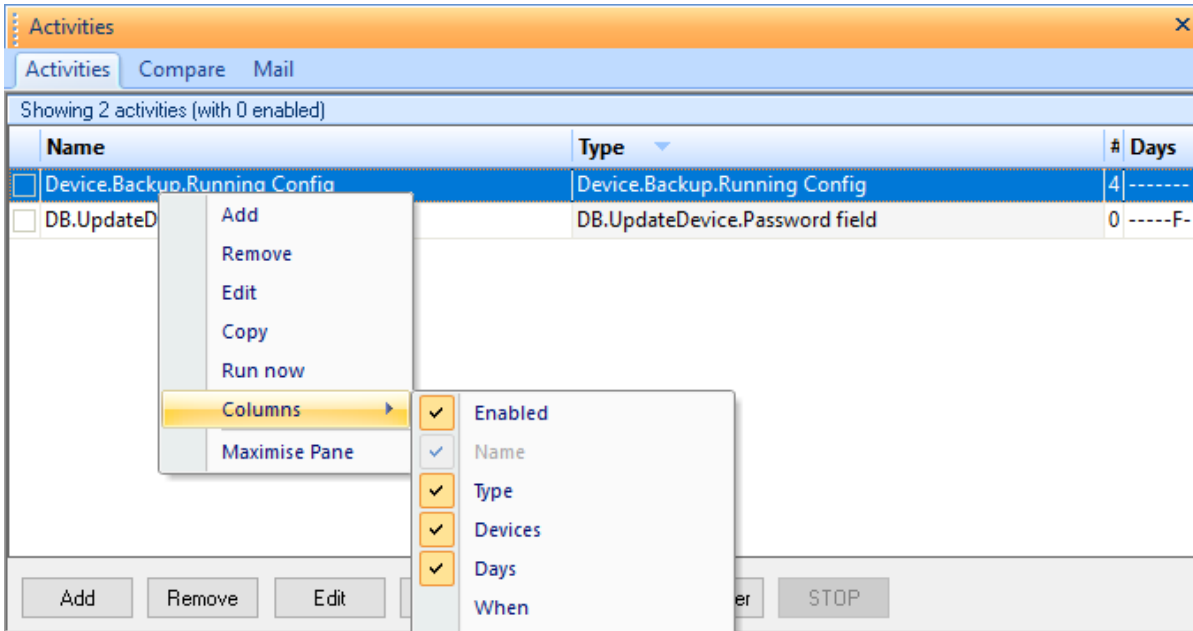 Activities
Activities Compare Mail
Showing 2 activities (with 0 enabled)
Name Type # Days
Device.Backup.Running Config Device.Backup.Running Config 4 -------
DB.UpdateD DB.UpdateDevice.Password field 0 -----F-
Add
Remove
Edit
Copy
Run now
Columns
Maximise Pane
Enabled
Name
Type
Devices
Days
When
Add Remove Edit er STOP